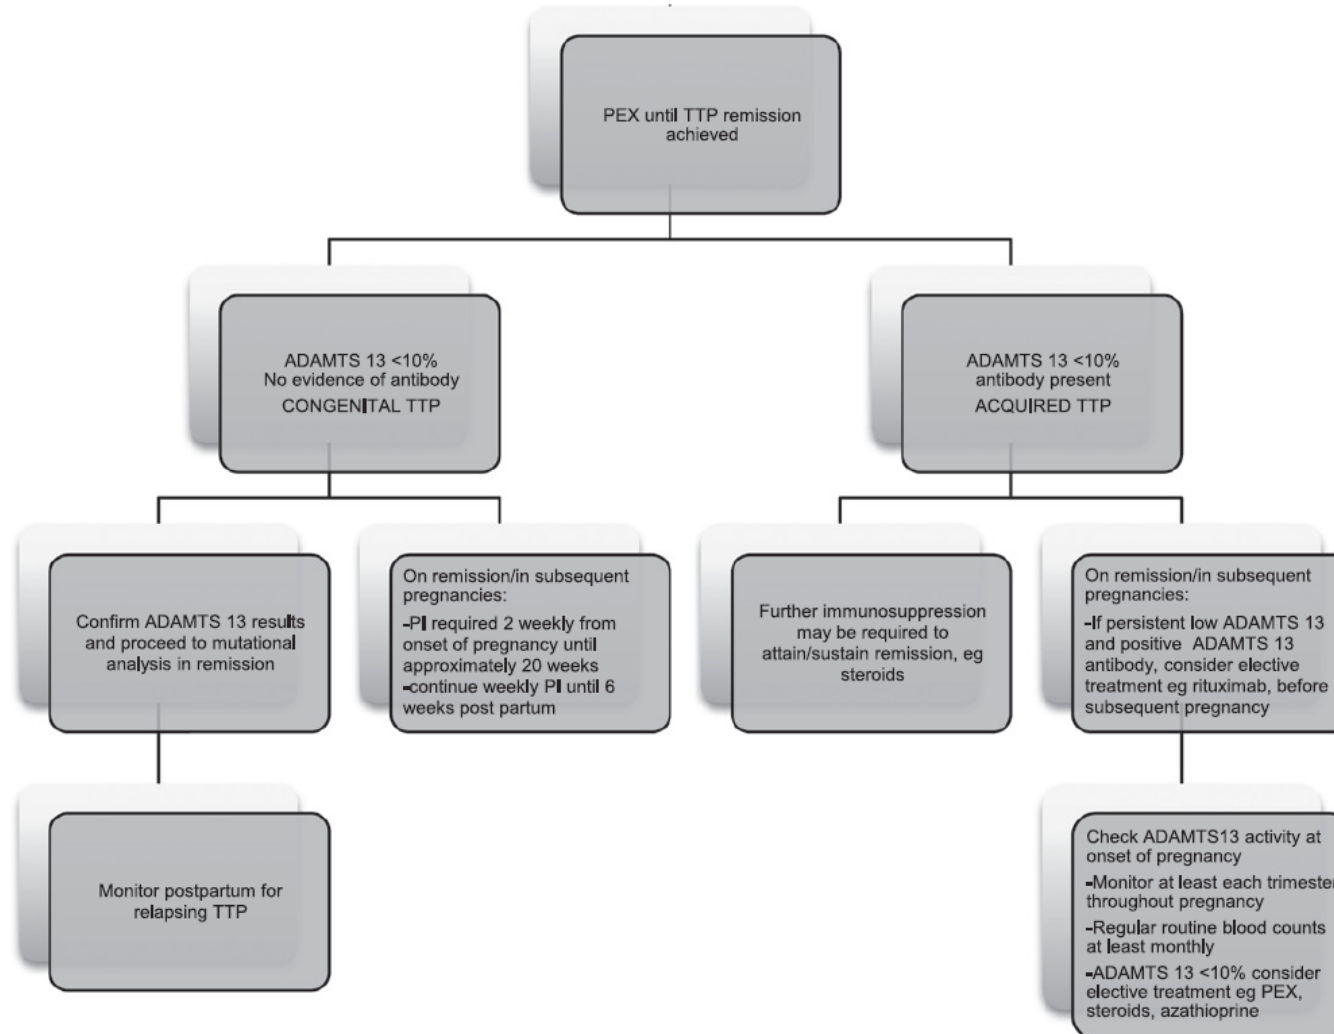 PEX until TTP remission
achieved
ADAMTS 13 <10%
No evidence of antibody
CONGENITAL TTP
ADAMTS 13 <10%
antibody present
ACQUIRED TTP
Confirm ADAMTS 13 results
and proceed to mutational
analysis in remission
On remission/in subsequent
pregnancies:
-PI required 2 weekly from
onset of pregnancy until
approximately 20 weeks
-continue weekly PI until 6
weeks post partum
Further immunosuppression
may be required to
attain/sustain remission, eg
steroids
On remission/in subsequent
pregnancies:
-If persistent low ADAMTS 13
and positive ADAMTS 13
antibody, consider elective
treatment eg rituximab, before
subsequent pregnancy
Monitor postpartum for
relapsing TTP
Check ADAMTS13 activity at
onset of pregnancy
-Monitor at least each trimester
throughout pregnancy
-Regular routine blood counts
at least monthly
-ADAMTS 13 <10% consider
elective treatment eg PEX,
steroids, azathioprine